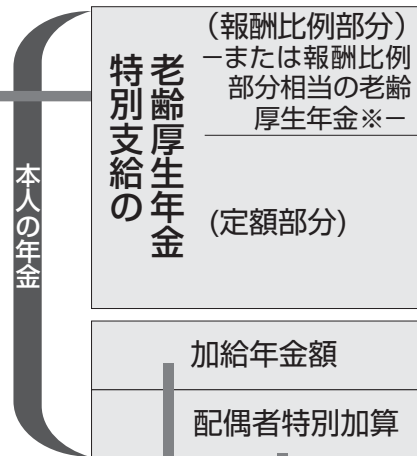 本人の年金
特別支給の
老齢厚生年金
（報酬比例部分）
−または報酬比例
部分相当の老齢
厚生年金※−
(定額部分)
加給年金額
配偶者特別加算